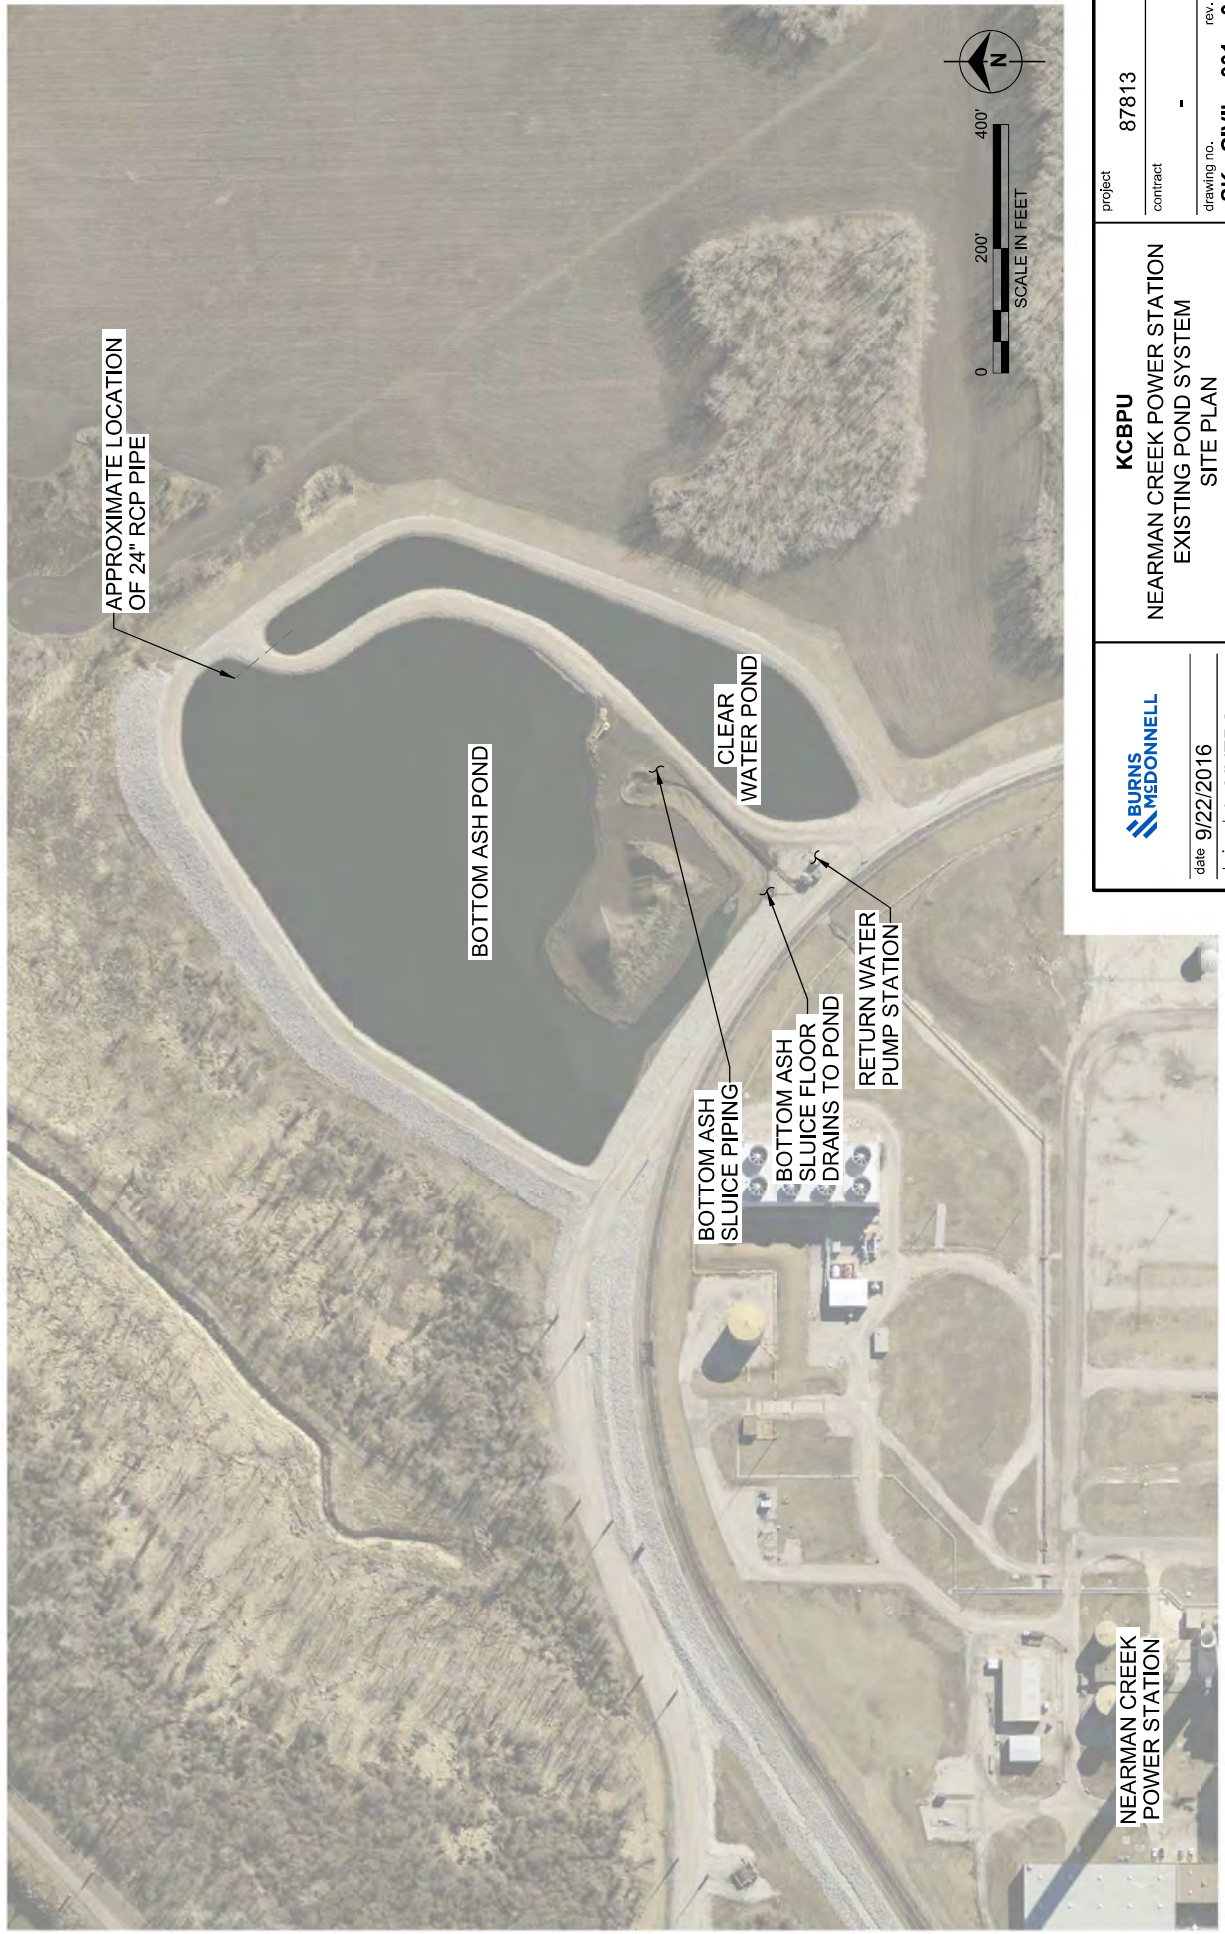 APPROXIMATE LOCATION
OF 24" RCP PIPE
BOTTOM ASH POND
CLEAR
WATER POND
BOTTOM ASH
SLUICE PIPING
BOTTOM ASH
SLUICE FLOOR
DRAINS TO POND
RETURN WATER
PUMP STATION
NEARMAN CREEK
POWER STATION
N
0 200' 400'
SCALE IN FEET
BURNS
McDONNELL
date 9/22/2016
KCBPU
NEARMAN CREEK POWER STATION
EXISTING POND SYSTEM
SITE PLAN
project
87813
contract
-
drawing no.
rev.